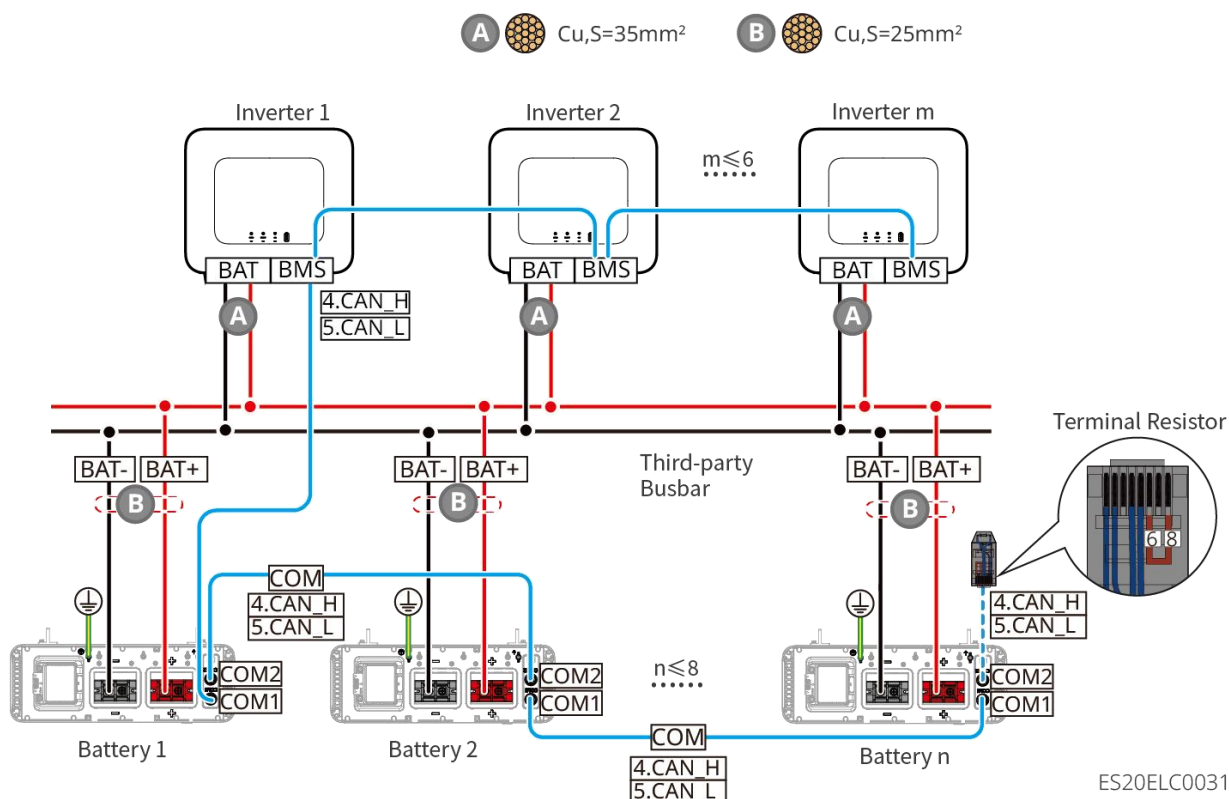 A Cu,S=35mm²
B Cu,S=25mm²
Inverter 1
Inverter 2
Inverter m
m≤6
BAT BMS
BAT BMS
BAT BMS
4.CAN_H
5.CAN_L
A
A
A
Terminal Resistor
6 8
BAT- BAT+
BAT- BAT+
Third-party
Busbar
BAT- BAT+
B
B
B
COM
4.CAN_H
5.CAN_L
4.CAN_H
5.CAN_L
COM2
COM1
COM2
COM1
n≤8
COM2
COM1
Battery 1
Battery 2
COM
4.CAN_H
5.CAN_L
Battery n
ES20ELC0031